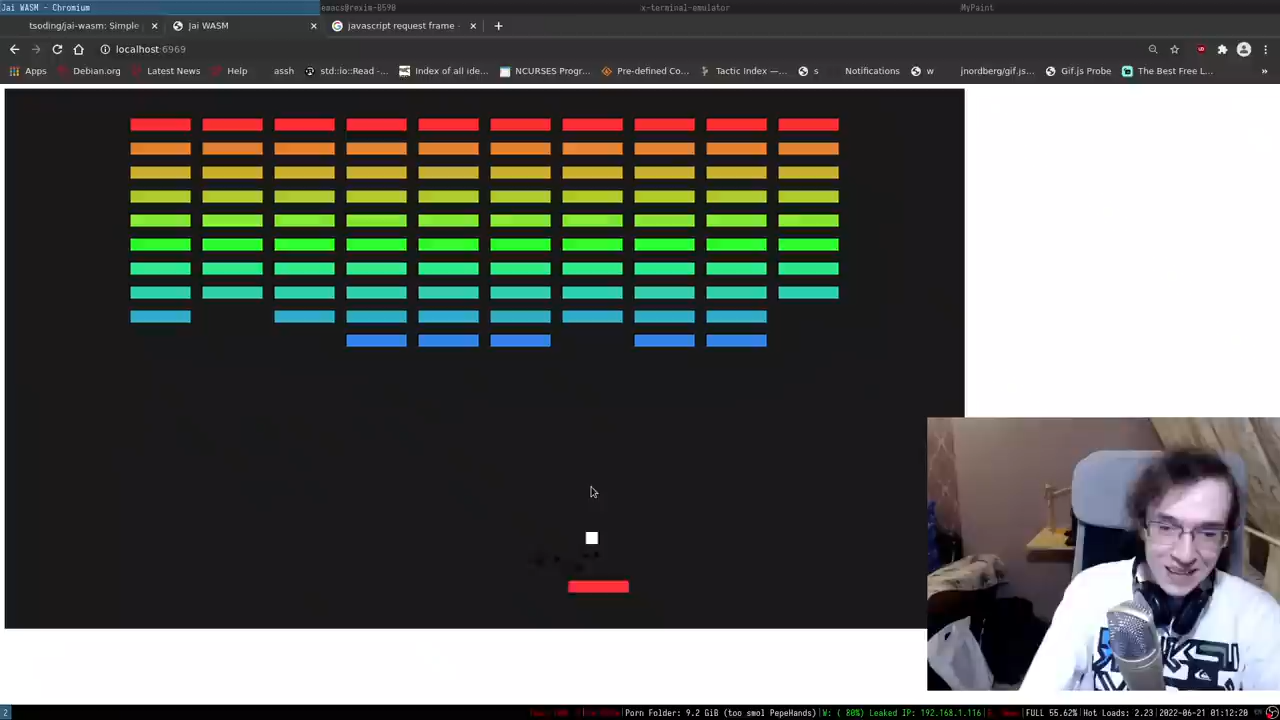 Jai WASM - Chromium
emacs@rexim-B590
x-terminal-emulator
MyPaint
tsoding/jai-wasm: Simple
Jai WASM
javascript request frame -
localhost:6969
Apps
Debian.org
Latest News
Help
assh
std::io::Read -...
Index of all ide...
NCURSES Progr...
Pre-defined Co...
Tactic Index —...
s
Notifications
w
jnordberg/gif.js...
Gif.js Probe
The Best Free L...
»
2
Porn Folder: 9.2 GiB (too smol PepeHands)
W: ( 80%) Leaked IP: 192.168.1.116
FULL 55.62%
Hot Loads: 2.23
2022-06-21 01:12:20